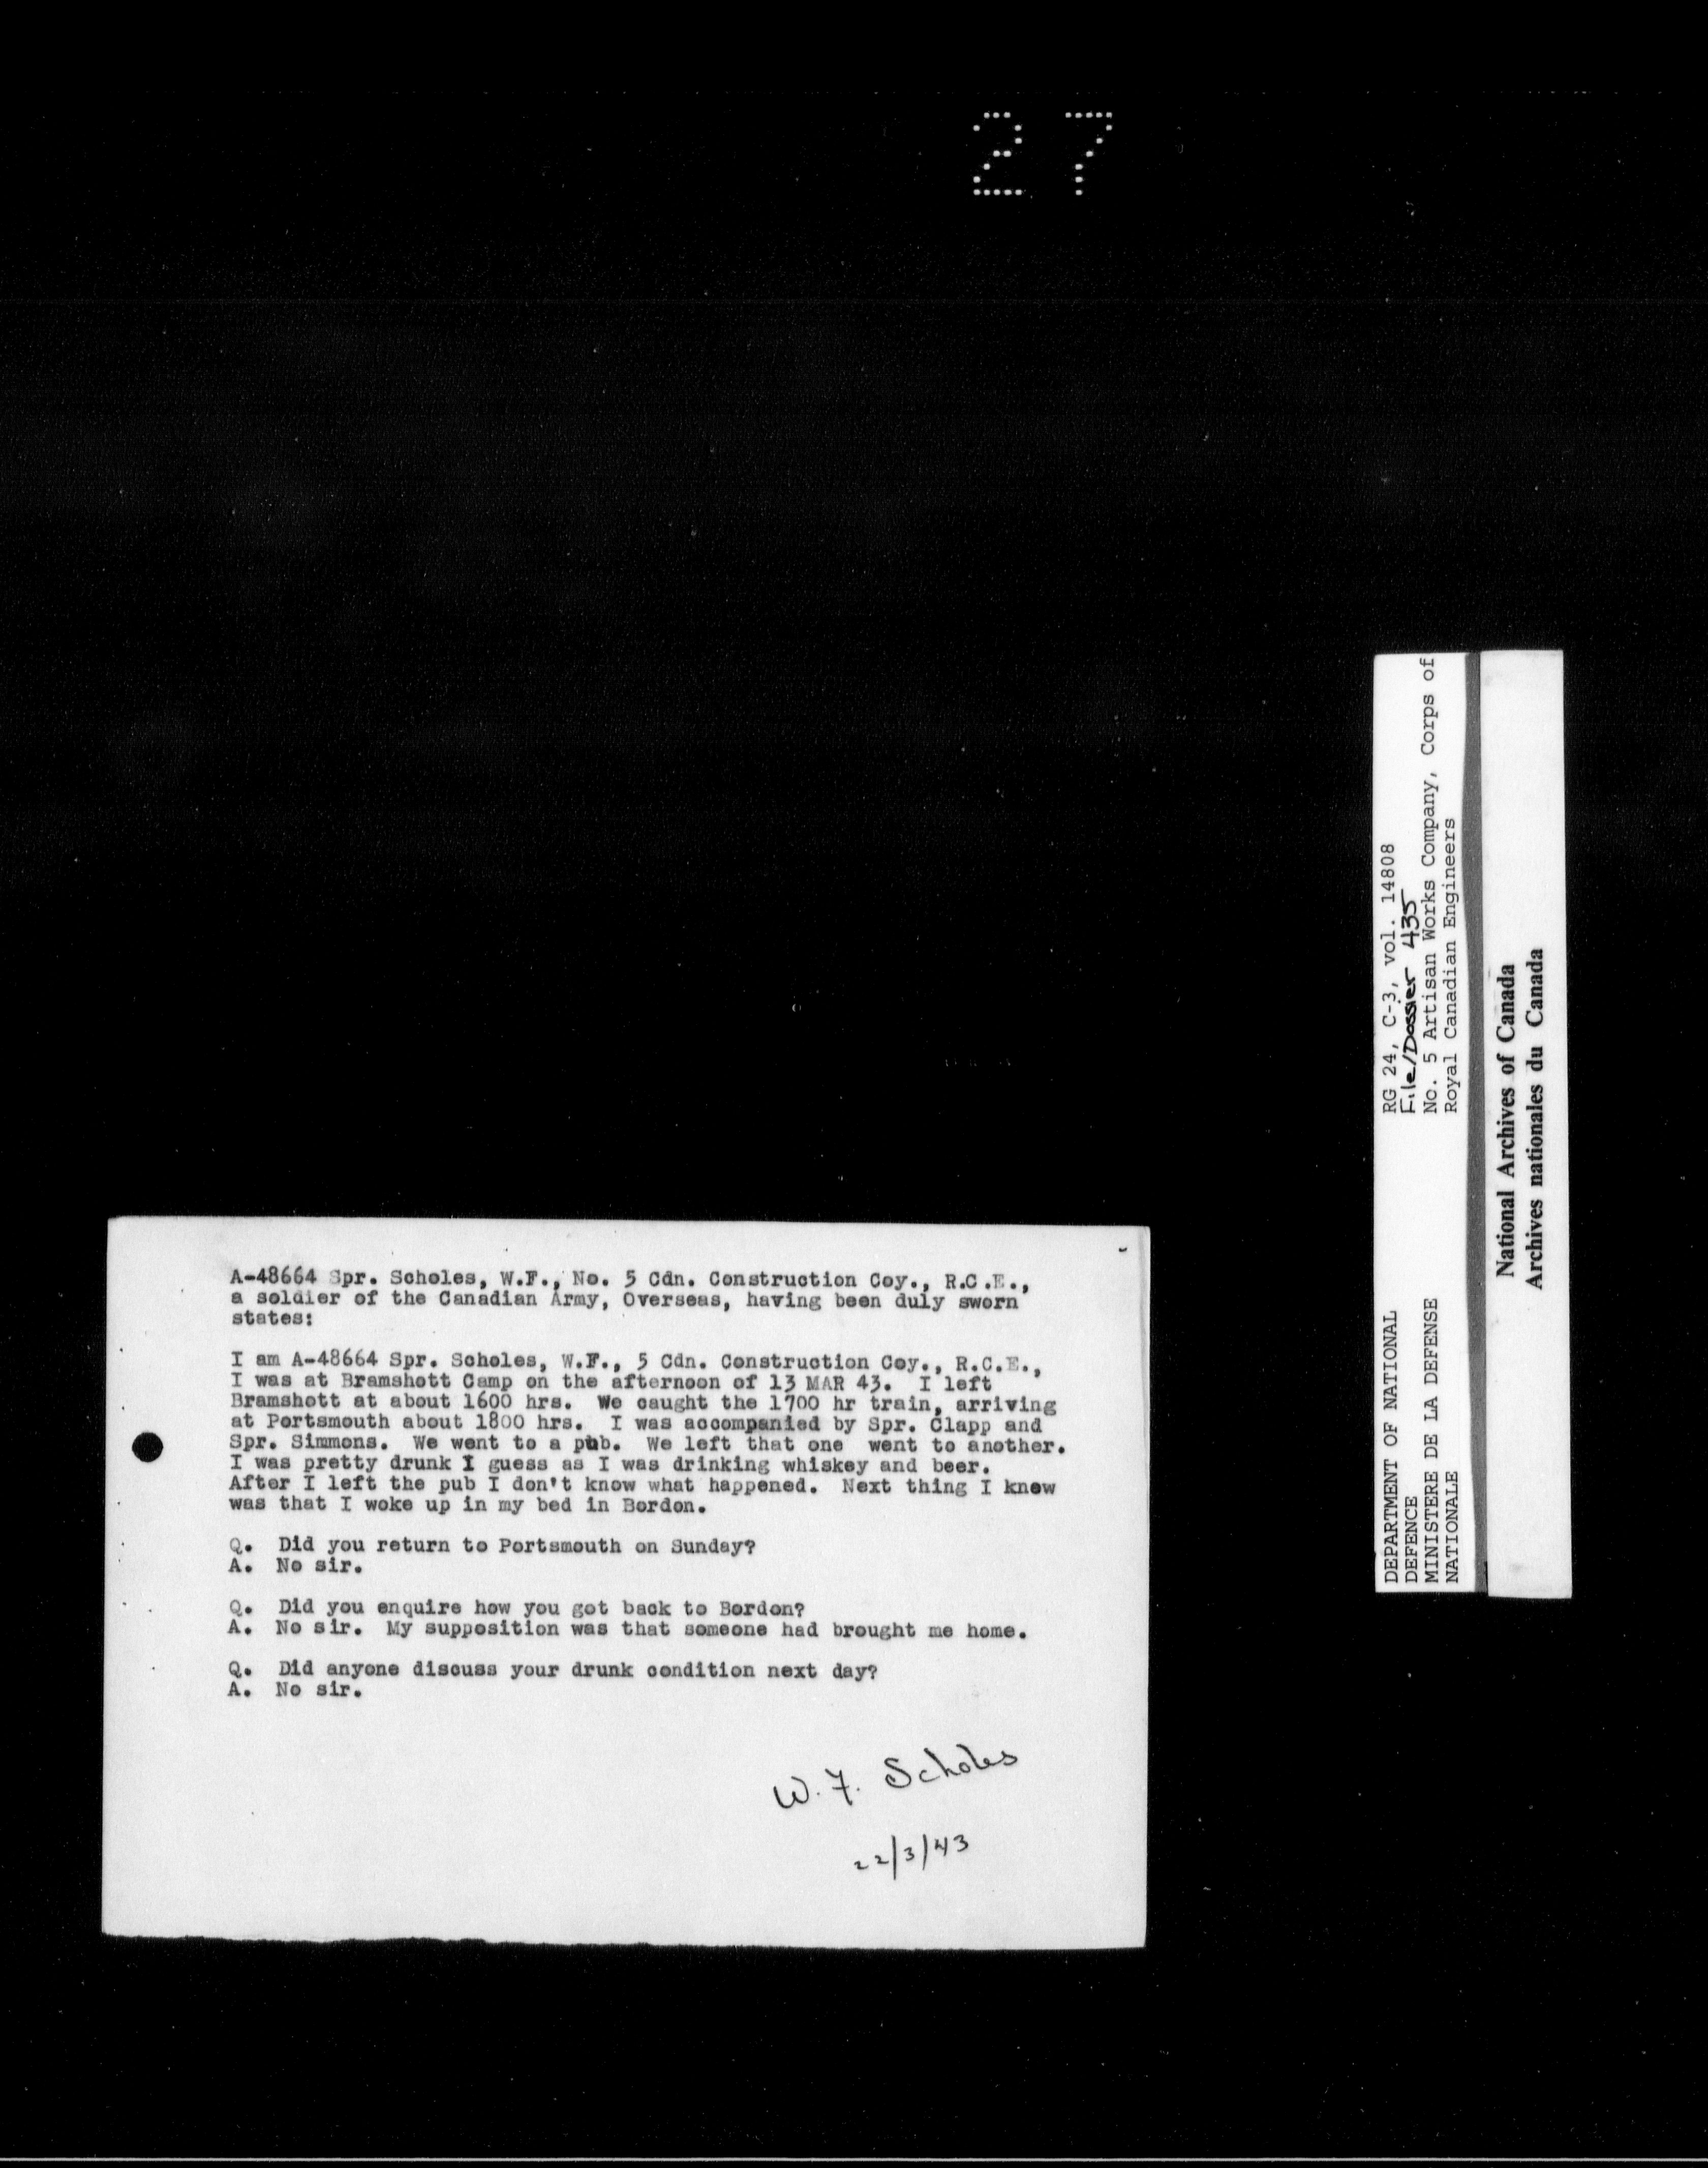 27
A-48664 Spr. Scholes, W.F., No. 5 Cdn. Construction Coy., R.C.E.,
a soldier of the Canadian Army, Overseas, having been duly sworn
states:
I am A-48664 Spr. Scholes, W.F., 5 Cdn. Construction Coy., R.C.E.,
I was at Bramshott Camp on the afternoon of 13 MAR 43. I left
Bramshott at about 1600 hrs. We caught the 1700 hr train, arriving
at Portsmouth about 1800 hrs. I was accompanied by Spr. Clapp and
Spr. Simmons. We went to a pub. We left that one went to another.
I was pretty drunk I guess as I was drinking whiskey and beer.
After I left the pub I don't know what happened. Next thing I knew
was that I woke up in my bed in Bordon.
Q. Did you return to Portsmouth on Sunday?
A. No sir.
Q. Did you enquire how you got back to Bordon?
A. No sir. My supposition was that someone had brought me home.
Q. Did anyone discuss your drunk condition next day?
A. No sir.
W. F. Scholes
22/3/43
DEPARTMENT OF NATIONAL
DEFENCE
MINISTERE DE LA DEFENSE
NATIONALE
RG 24, C-3, vol. 14808
File/Dossier 435
No. 5 Artisan Works Company, Corps of
Royal Canadian Engineers
National Archives of Canada
Archives nationales du Canada